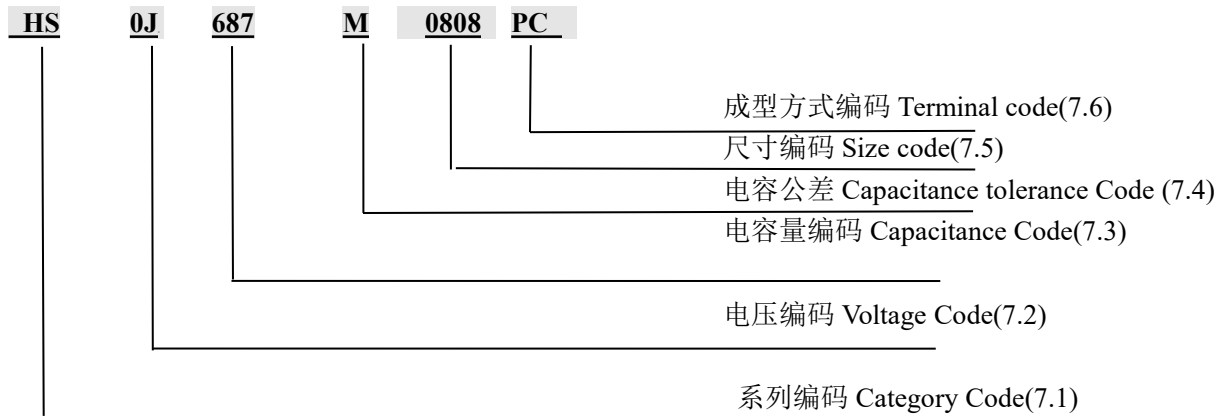 HS 0J 687 M 0808 PC
成型方式编码 Terminal code(7.6)
尺寸编码 Size code(7.5)
电容公差 Capacitance tolerance Code (7.4)
电容量编码 Capacitance Code(7.3)
电压编码 Voltage Code(7.2)
系列编码 Category Code(7.1)